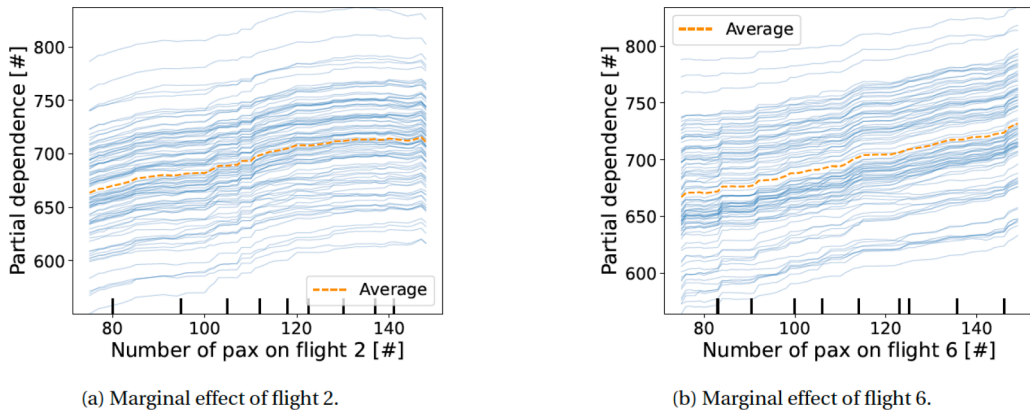 Partial dependence [#]
800
750
700
650
600
80
100
120
140
Average
Number of pax on flight 2 [#]
(a) Marginal effect of flight 2.
Partial dependence [#]
800
750
700
650
600
80
100
120
140
Average
Number of pax on flight 6 [#]
(b) Marginal effect of flight 6.